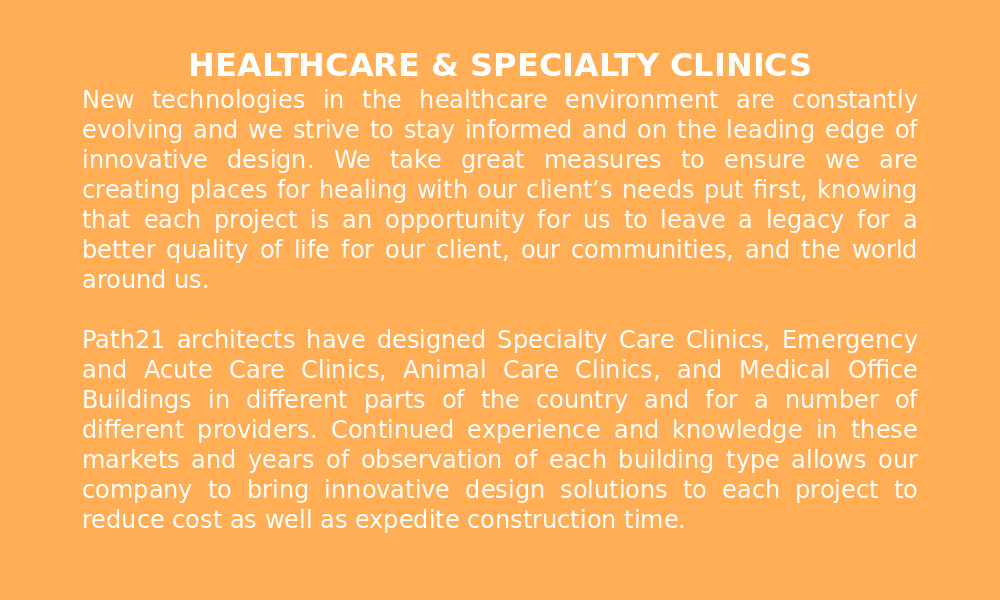 HEALTHCARE & SPECIALTY CLINICS
New technologies in the healthcare environment are constantly
evolving and we strive to stay informed and on the leading edge of
innovative design. We take great measures to ensure we are
creating places for healing with our client’s needs put first, knowing
that each project is an opportunity for us to leave a legacy for a
better quality of life for our client, our communities, and the world
around us.
Path21 architects have designed Specialty Care Clinics, Emergency
and Acute Care Clinics, Animal Care Clinics, and Medical Office
Buildings in different parts of the country and for a number of
different providers. Continued experience and knowledge in these
markets and years of observation of each building type allows our
company to bring innovative design solutions to each project to
reduce cost as well as expedite construction time.